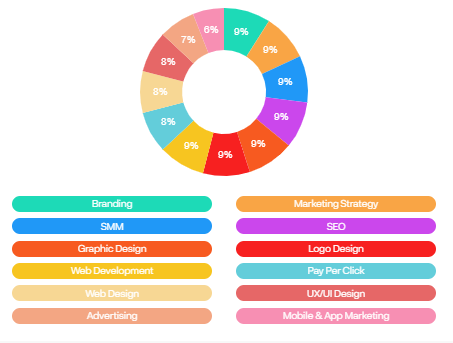 9%
9%
9%
9%
9%
9%
9%
8%
8%
8%
7%
6%
Branding
Marketing Strategy
SMM
SEO
Graphic Design
Logo Design
Web Development
Pay Per Click
Web Design
UX/UI Design
Advertising
Mobile & App Marketing